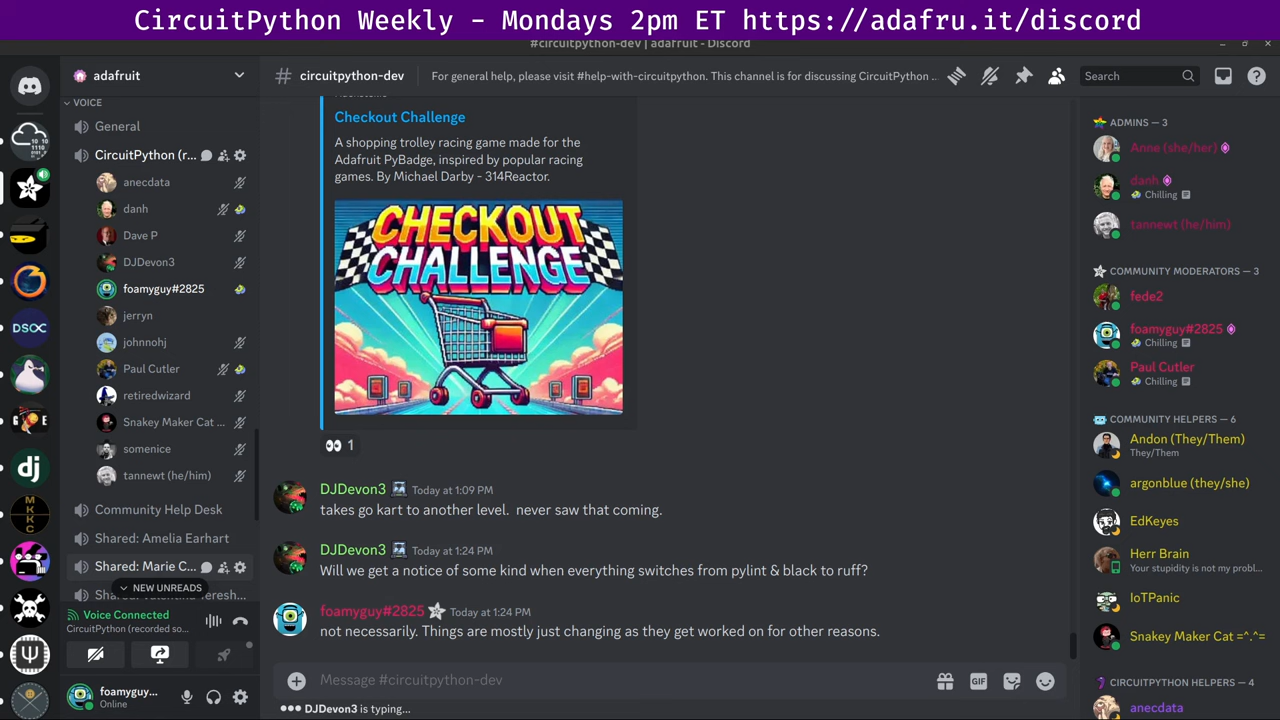 CircuitPython Weekly - Mondays 2pm ET https://adafru.it/discord
#circuitpython-dev | adafruit - Discord
adafruit
# circuitpython-dev
For general help, please visit #help-with-circuitpython. This channel is for discussing CircuitPython ...
Search
VOICE
General
CircuitPython (r...
anecdata
danh
Dave P
DJDevon3
foamyguy#2825
jerryn
johnnohj
Paul Cutler
retiredwizard
Snakey Maker Cat ...
somenice
tannewt (he/him)
Community Help Desk
Shared: Amelia Earhart
Shared: Marie C...
NEW UNREADS
Voice Connected
CircuitPython (recorded so...
foamyguy...
Online
Checkout Challenge
A shopping trolley racing game made for the
Adafruit PyBadge, inspired by popular racing
games. By Michael Darby - 314Reactor.
CHECKOUT
CHALLENGE
1
DJDevon3 Today at 1:09 PM
takes go kart to another level. never saw that coming.
DJDevon3 Today at 1:24 PM
Will we get a notice of some kind when everything switches from pylint & black to ruff?
foamyguy#2825 Today at 1:24 PM
not necessarily. Things are mostly just changing as they get worked on for other reasons.
Message #circuitpython-dev
GIF
DJDevon3 is typing...
ADMINS — 3
Anne (she/her)
danh
Chilling
tannewt (he/him)
COMMUNITY MODERATORS — 3
fede2
foamyguy#2825
Chilling
Paul Cutler
Chilling
COMMUNITY HELPERS — 6
Andon (They/Them)
They/Them
argonblue (they/she)
EdKeyes
Herr Brain
Your stupidity is not my probl...
IoTPanic
Snakey Maker Cat =^.^=
CIRCUITPYTHON HELPERS — 4
anecdata
DSOC
dj